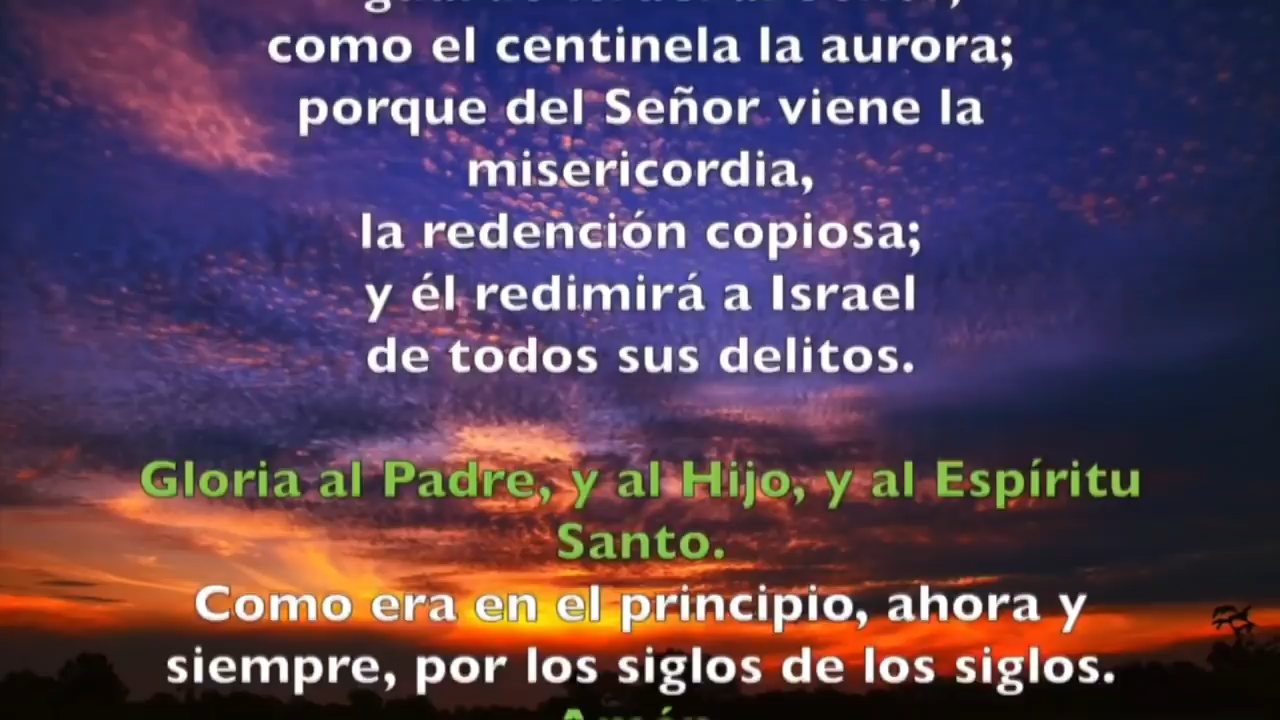 como el centinela la aurora;
porque del Señor viene la
misericordia,
la redención copiosa;
y él redimirá a Israel
de todos sus delitos.
Gloria al Padre, y al Hijo, y al Espíritu
Santo.
Como era en el principio, ahora y
siempre, por los siglos de los siglos.